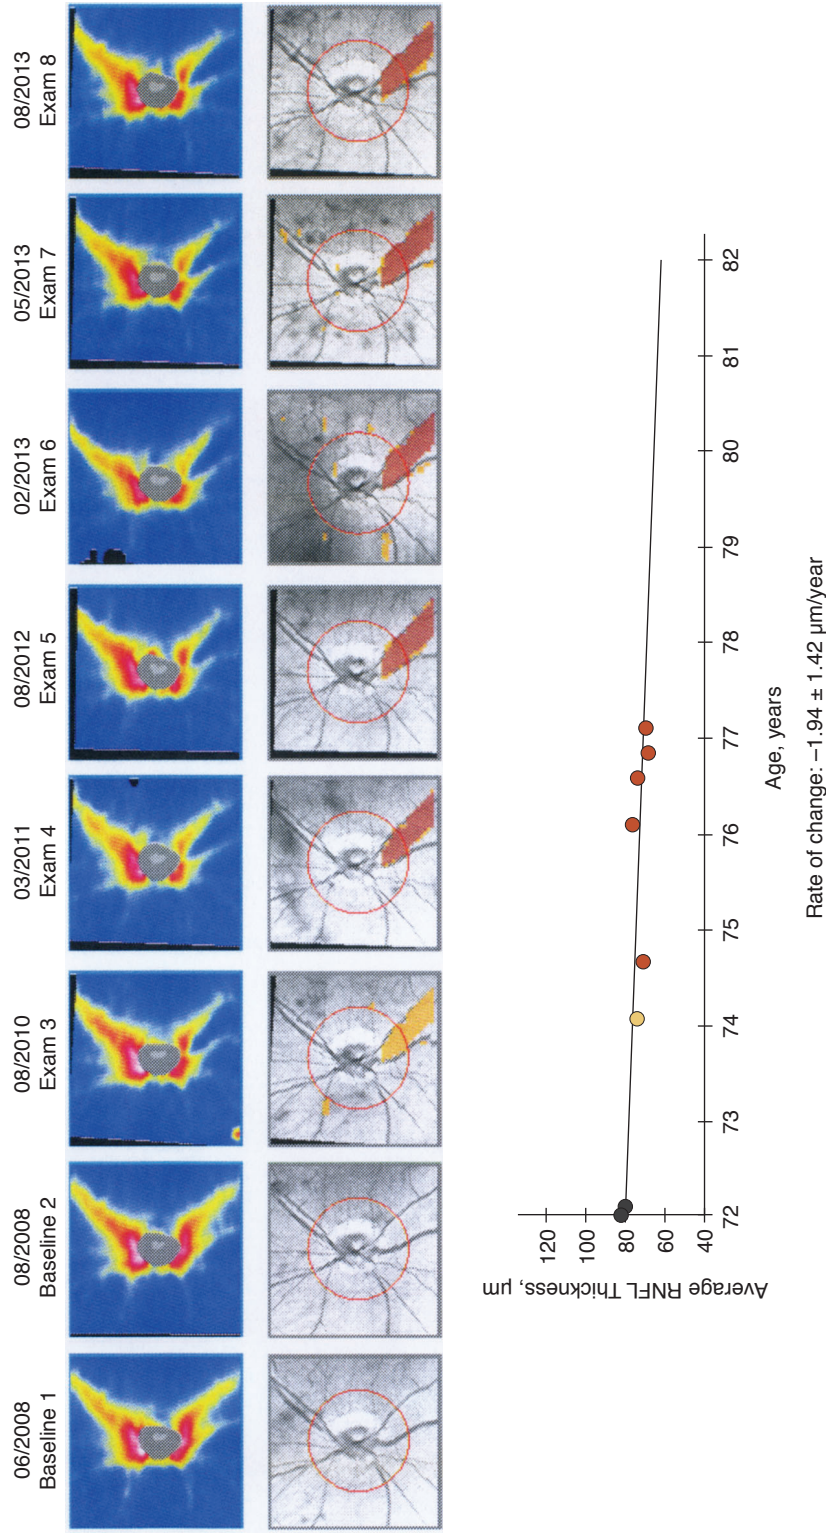 06/2008
Baseline 1
08/2008
Baseline 2
08/2010
Exam 3
03/2011
Exam 4
08/2012
Exam 5
02/2013
Exam 6
05/2013
Exam 7
08/2013
Exam 8
Average RNFL Thickness, µm
120
100
80
60
40
72
73
74
75
76
77
78
79
80
81
82
Age, years
Rate of change: –1.94 ± 1.42 µm/year